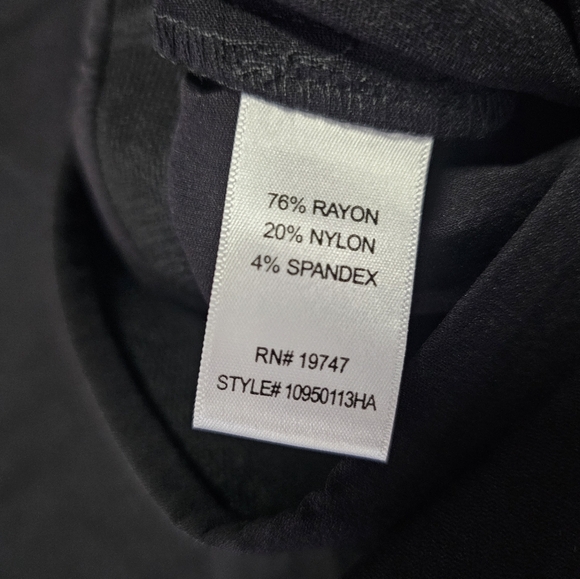 76% RAYON
20% NYLON
4% SPANDEX
RN# 19747
STYLE# 10950113HA